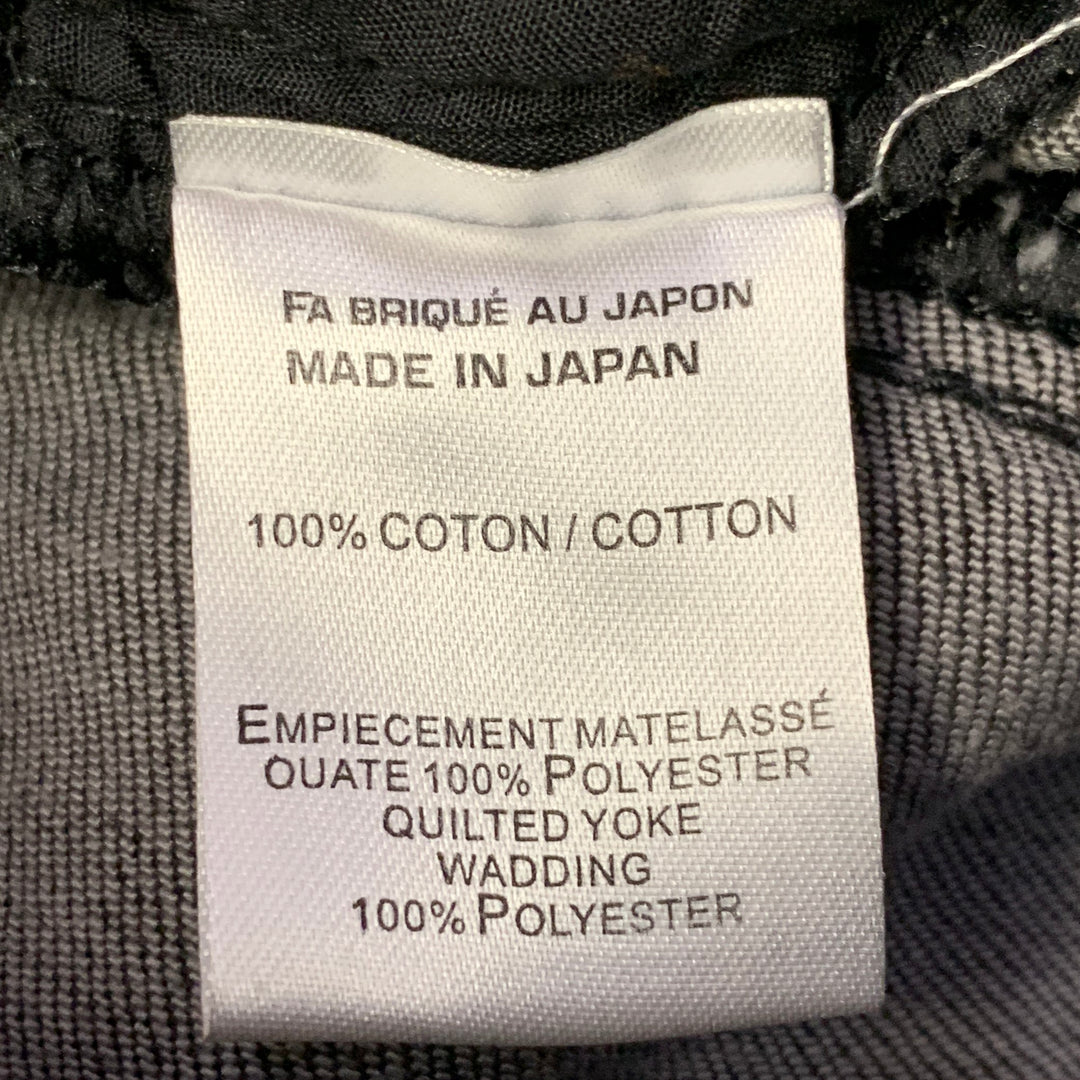 FA BRIQUÉ AU JAPON
MADE IN JAPAN
100% COTON / COTTON
EMPIECEMENT MATELASSÉ
OUATE 100% POLYESTER
QUILTED YOKE
WADDING
100% POLYESTER